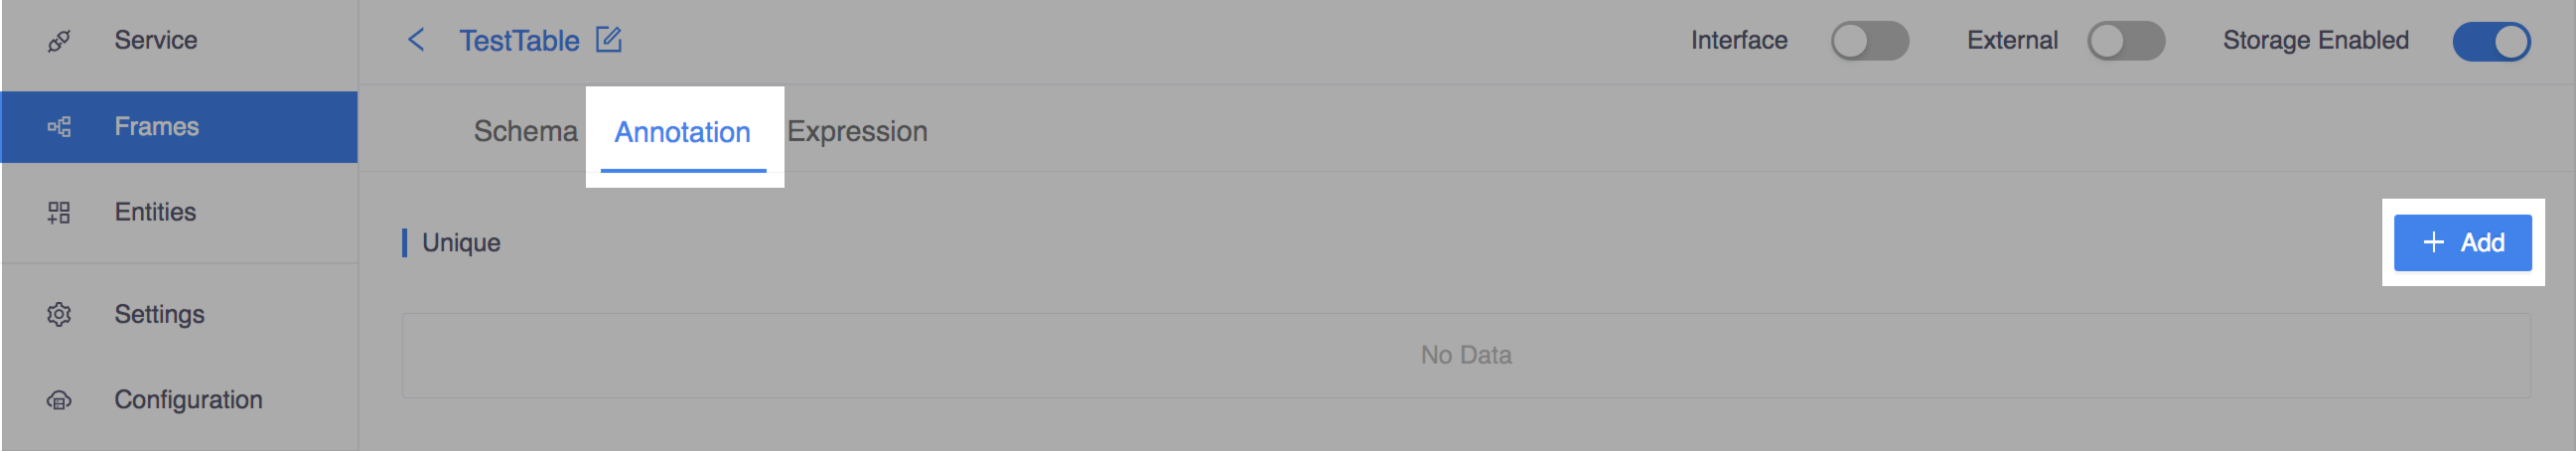 Service
Frames
Entities
Settings
Configuration
TestTable
Interface
External
Storage Enabled
Schema
Annotation
Expression
Unique
Add
No Data